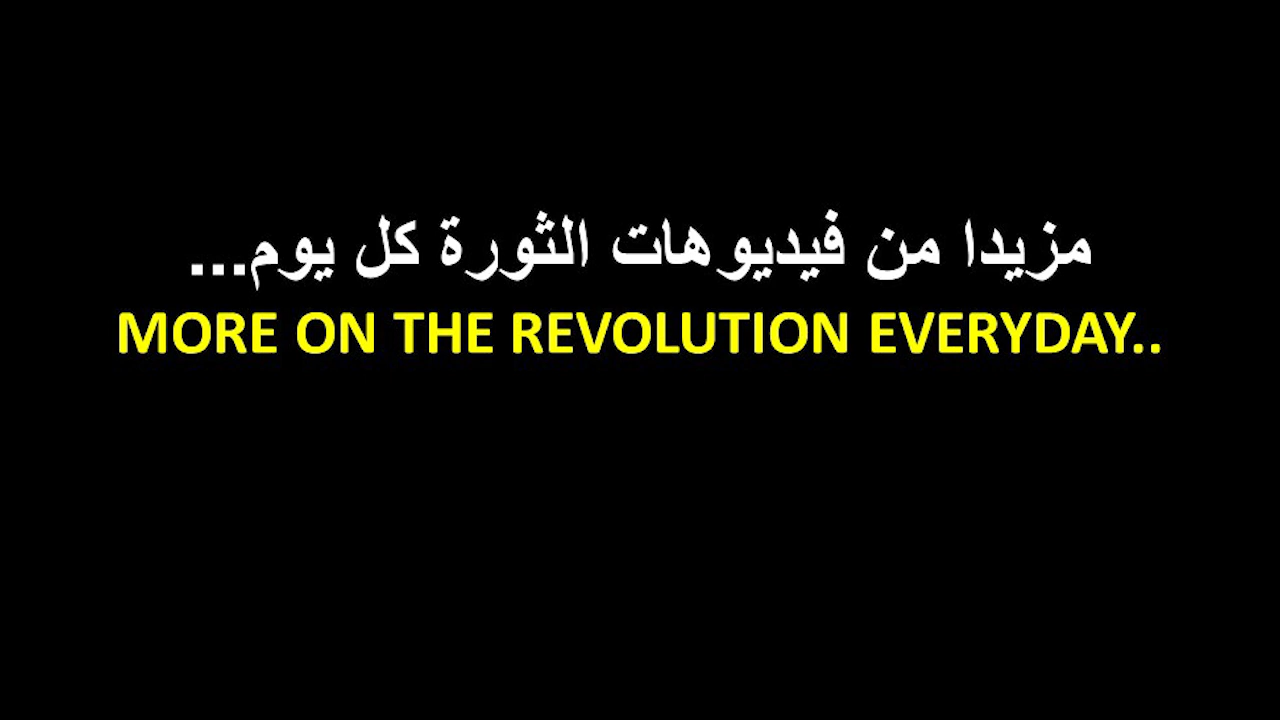 مزيدا من فيديوهات الثورة كل يوم...
MORE ON THE REVOLUTION EVERYDAY..